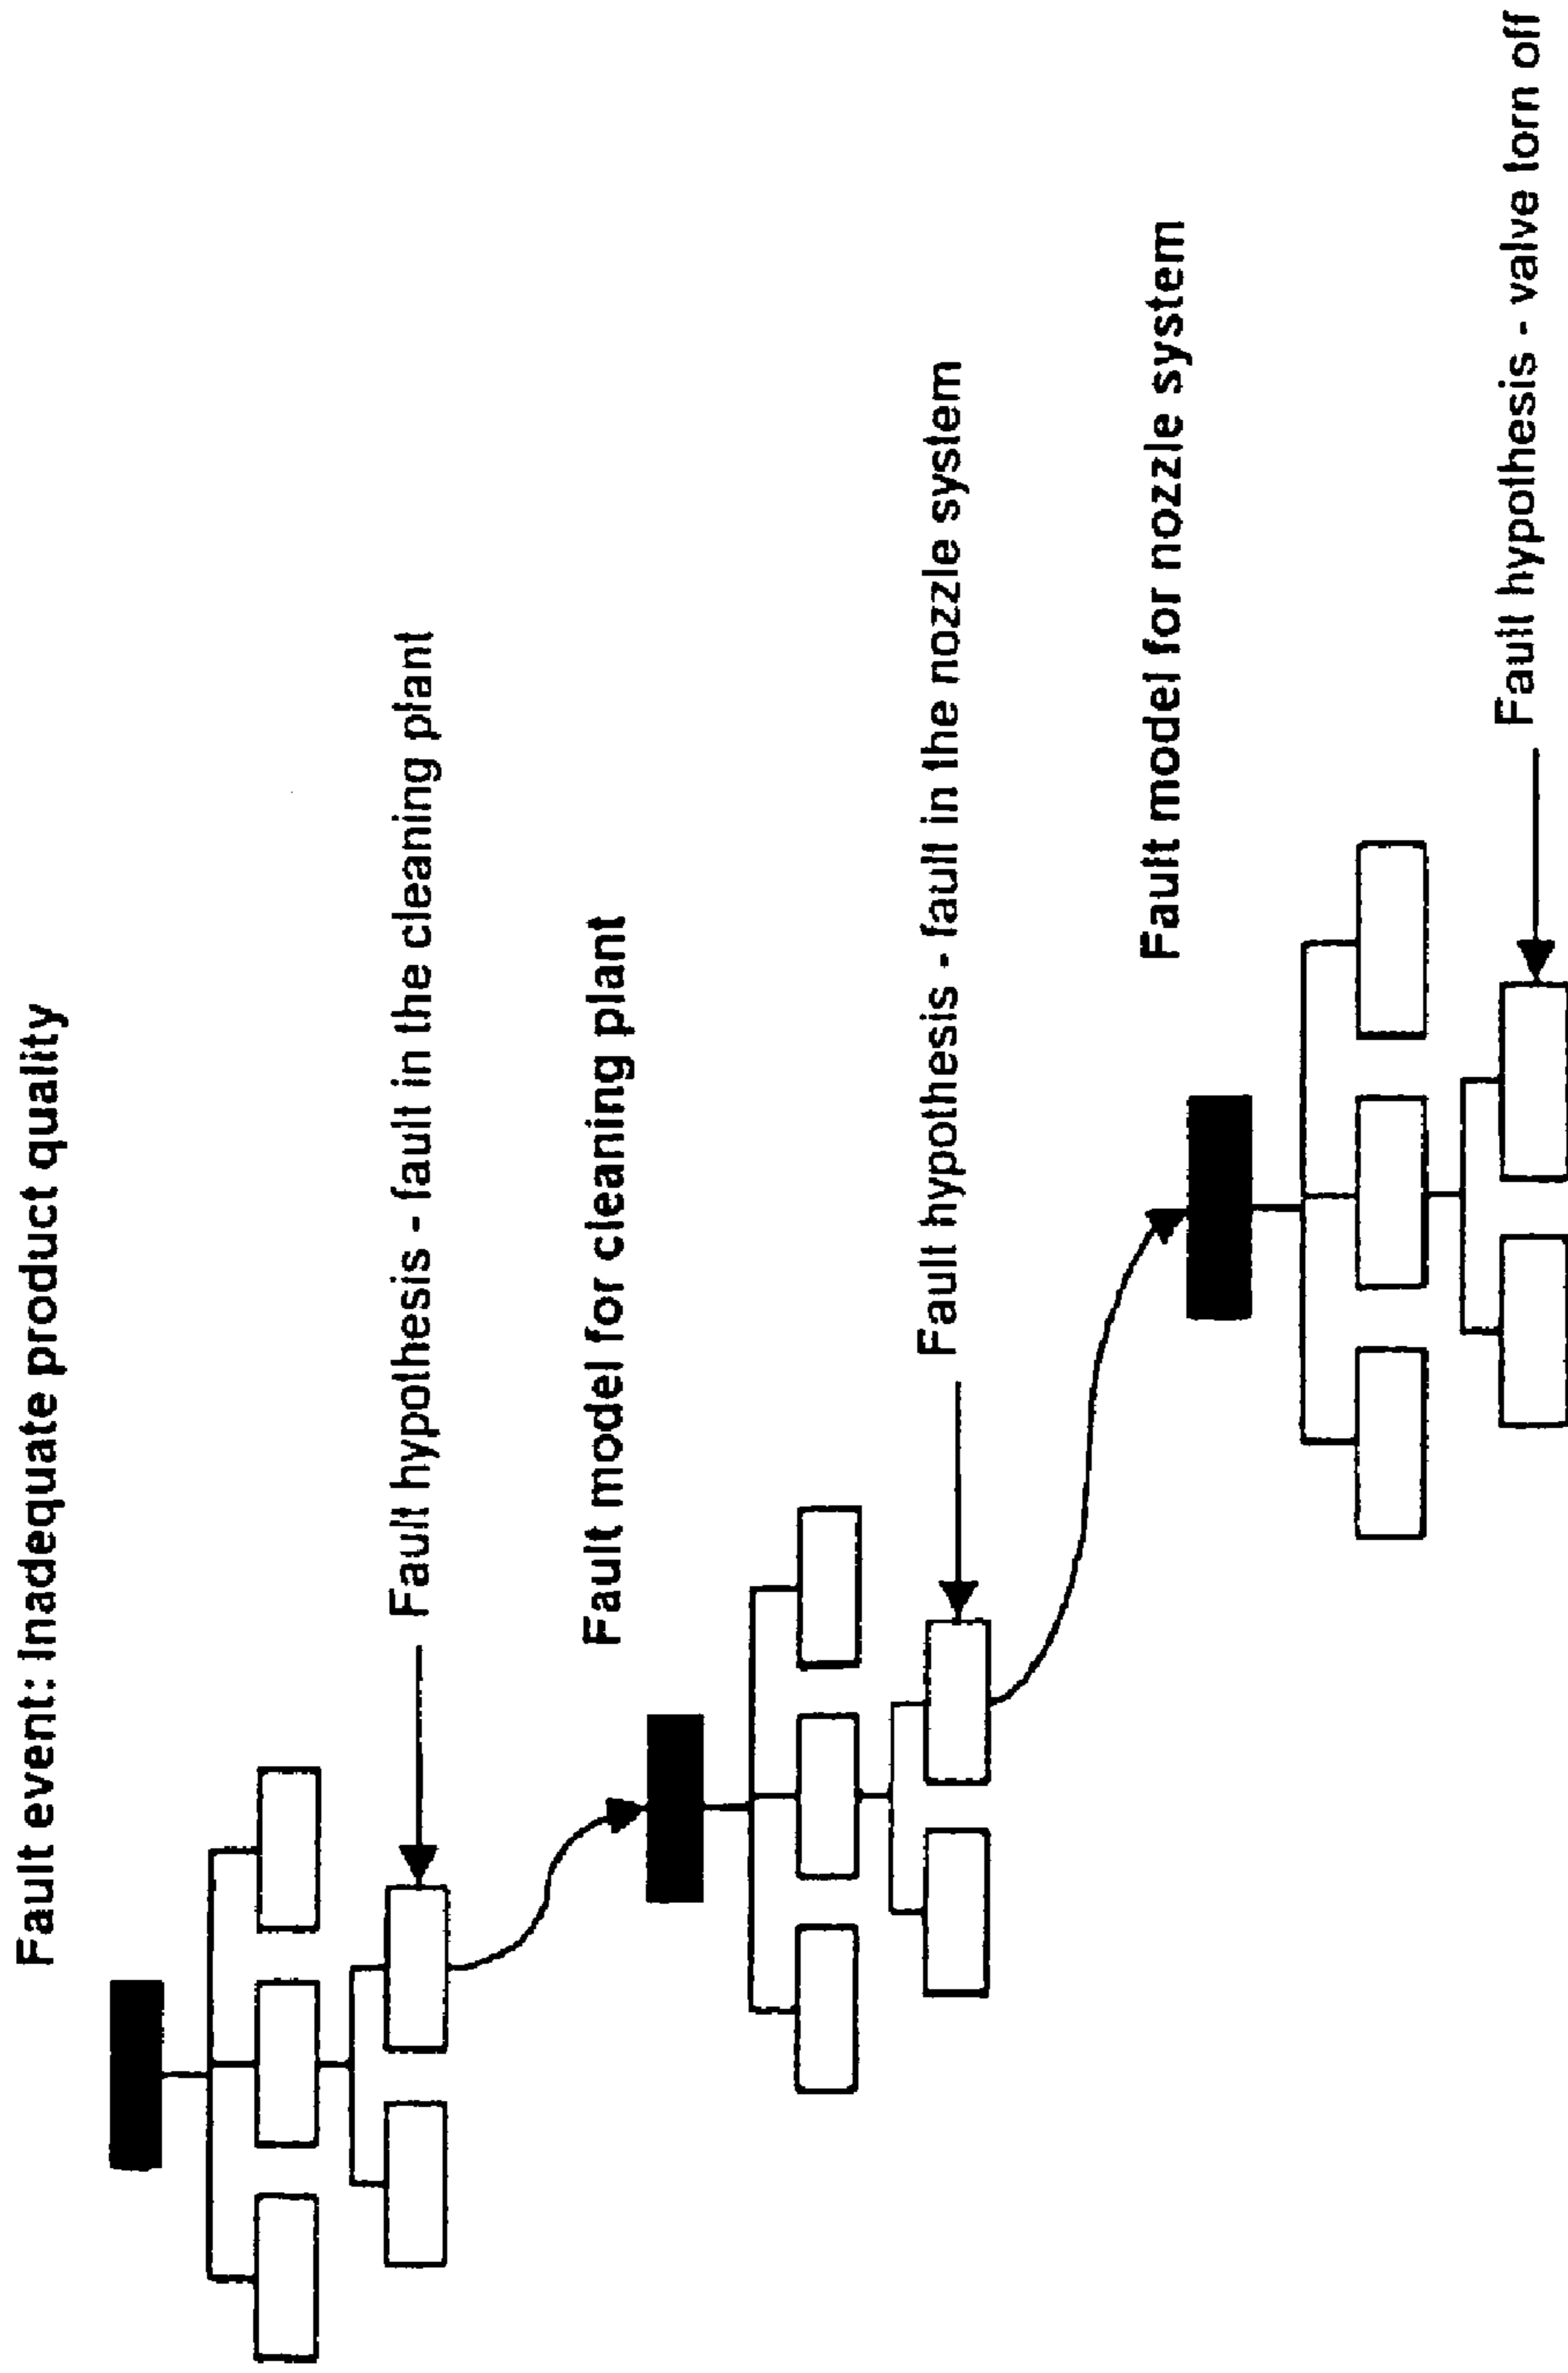 Fault event: Inadequate product quality
Fault hypothesis - fault in the cleaning plant
Fault model for cleaning plant
Fault hypothesis - fault in the nozzle system
Fault model for nozzle system
Fault hypothesis - valve torn off